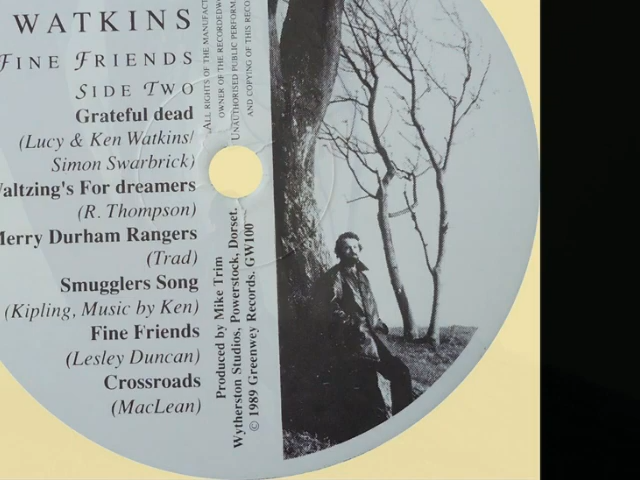 WATKINS
FINE FRIENDS
SIDE TWO
Grateful dead
(Lucy & Ken Watkins/
Simon Swarbrick)
altzing's For dreamers
(R. Thompson)
erry Durham Rangers
(Trad)
Smugglers Song
(Kipling, Music by Ken)
Fine Friends
(Lesley Duncan)
Crossroads
(MacLean)
ALL RIGHTS OF THE MANUFACT
OWNER OF THE RECORDED W
UNAUTHORISED PUBLIC PERFORM
AND COPYING OF THIS RECO
Produced by Mike Trim
Wytherston Studios, Powerstock, Dorset.
© 1989 Greenwey Records. GW100